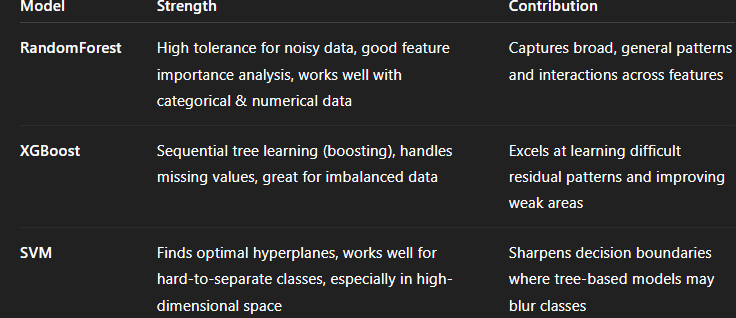 Model Strength Contribution
RandomForest High tolerance for noisy data, good feature Captures broad, general patterns
importance analysis, works well with and interactions across features
categorical & numerical data
XGBoost Sequential tree learning (boosting), handles Excels at learning difficult
missing values, great for imbalanced data residual patterns and improving
weak areas
SVM Finds optimal hyperplanes, works well for Sharpens decision boundaries
hard-to-separate classes, especially in high- where tree-based models may
dimensional space blur classes